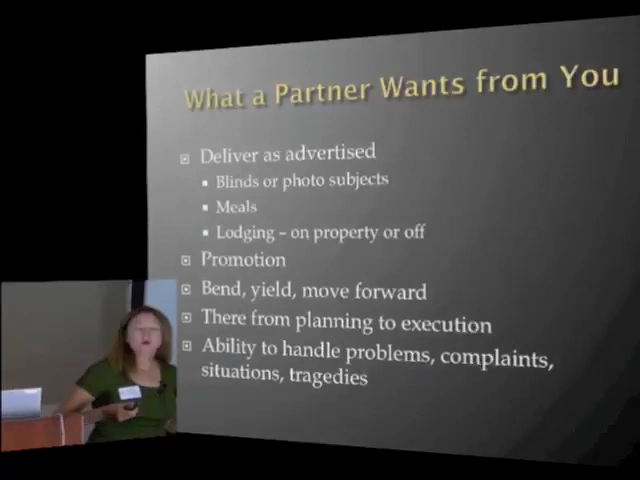 What a Partner Wants from You
Deliver as advertised
Blinds or photo subjects
Meals
Lodging – on property or off
Promotion
Bend, yield, move forward
There from planning to execution
Ability to handle problems, complaints,
situations, tragedies